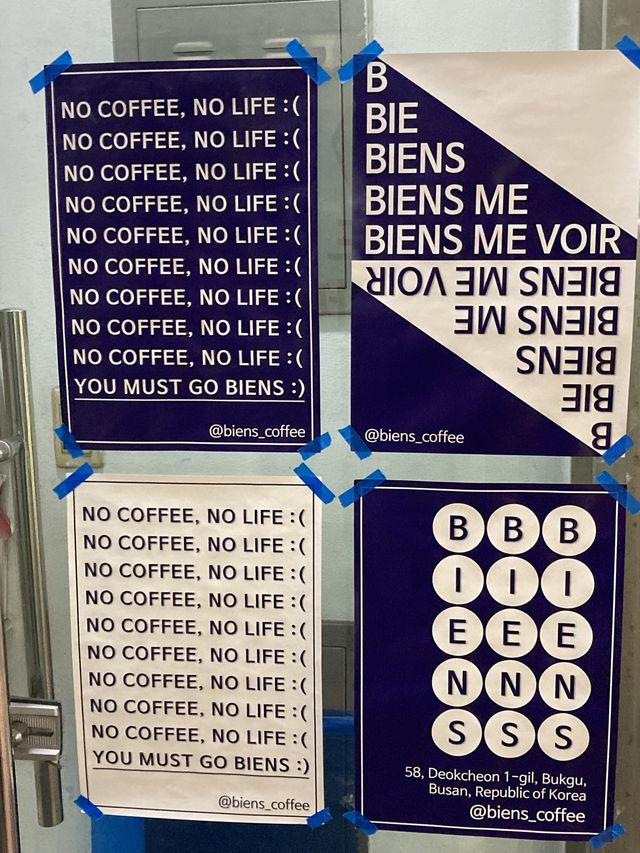 NO COFFEE, NO LIFE :(
NO COFFEE, NO LIFE :(
NO COFFEE, NO LIFE :(
NO COFFEE, NO LIFE :(
NO COFFEE, NO LIFE :(
NO COFFEE, NO LIFE :(
NO COFFEE, NO LIFE :(
NO COFFEE, NO LIFE :(
NO COFFEE, NO LIFE :(
YOU MUST GO BIENS :)
@biens_coffee
B
BIE
BIENS
BIENS ME
BIENS ME VOIR
BIENS ME VOIR
BIENS ME
BIENS
BIE
B
@biens_coffee
NO COFFEE, NO LIFE :(
NO COFFEE, NO LIFE :(
NO COFFEE, NO LIFE :(
NO COFFEE, NO LIFE :(
NO COFFEE, NO LIFE :(
NO COFFEE, NO LIFE :(
NO COFFEE, NO LIFE :(
NO COFFEE, NO LIFE :(
NO COFFEE, NO LIFE :(
YOU MUST GO BIENS :)
@biens_coffee
B B B
I I I
E E E
N N N
S S S
58, Deokcheon 1-gil, Bukgu,
Busan, Republic of Korea
@biens_coffee